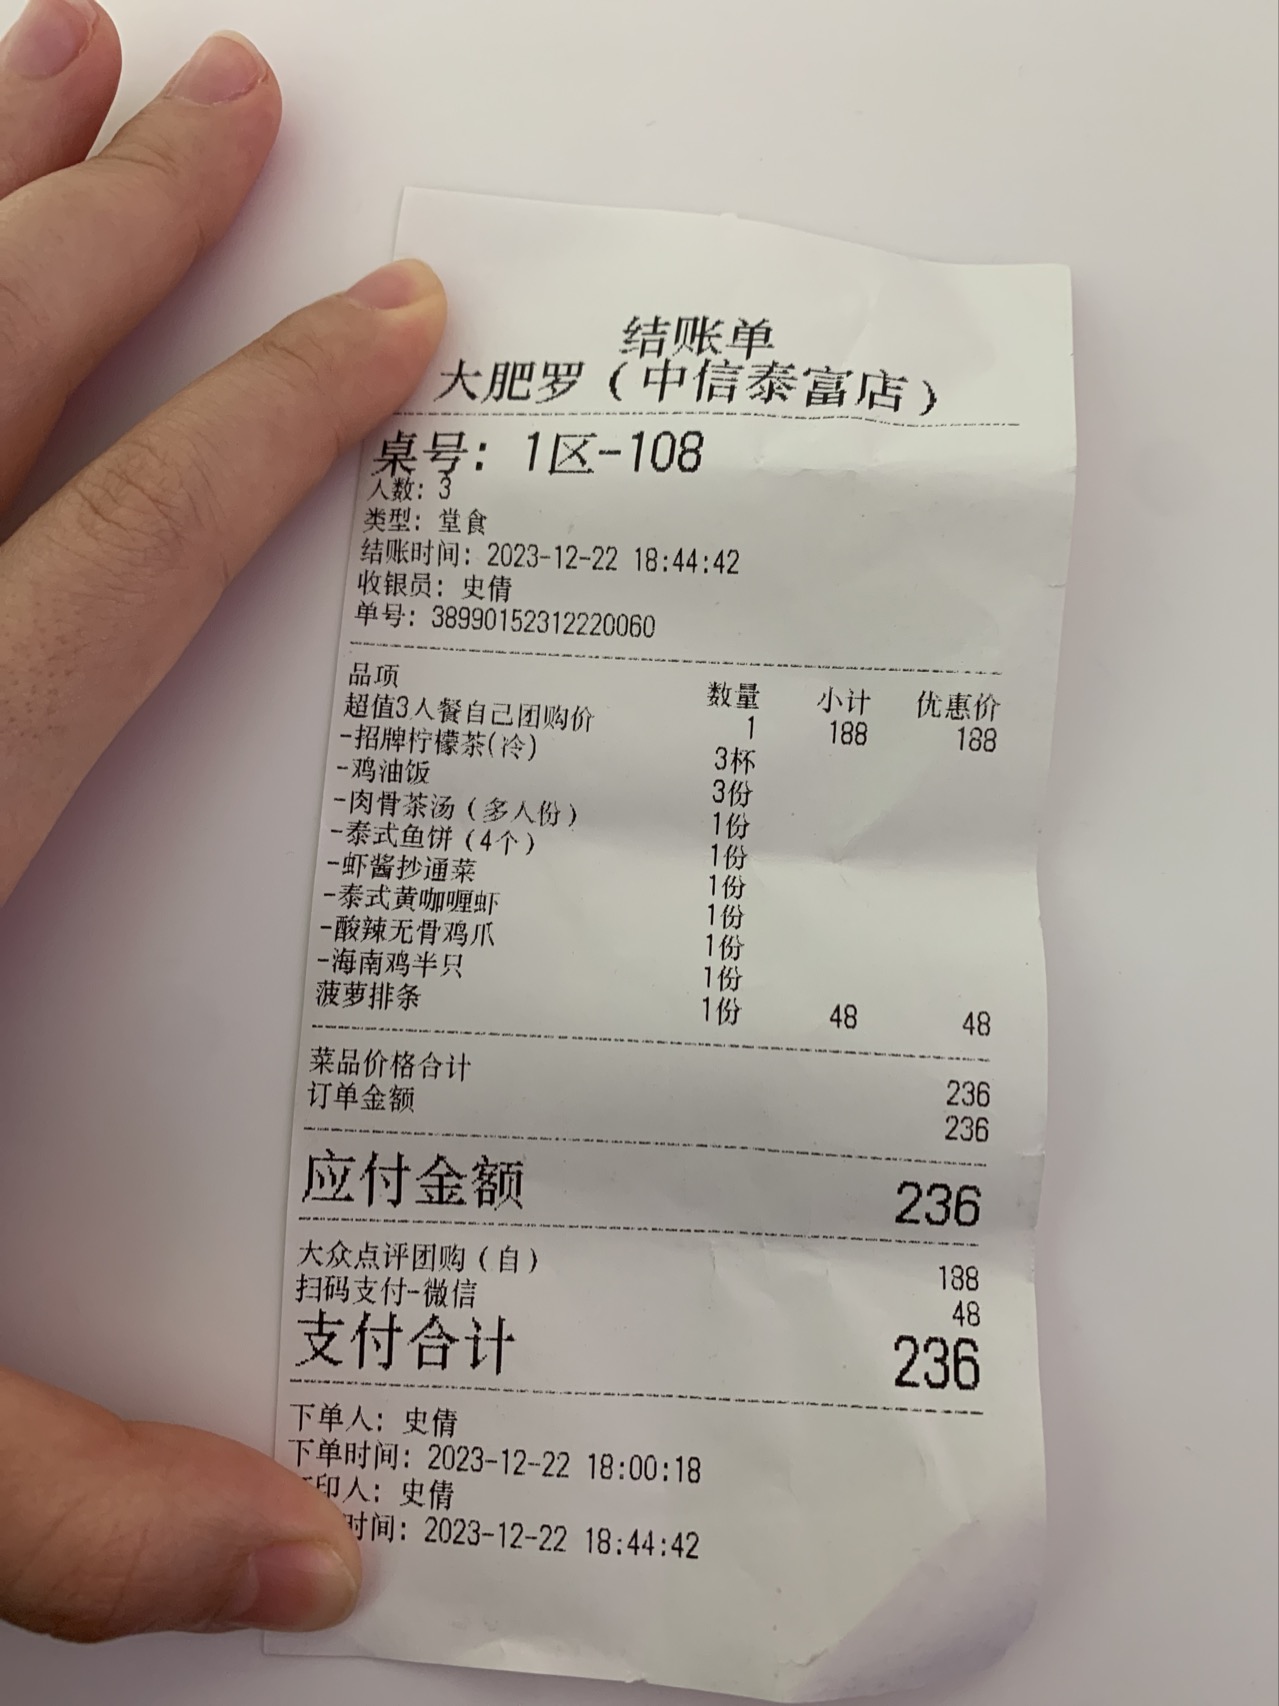 结账单
大肥罗（中信泰富店）
桌号：1区-108
人数：3
类型：堂食
结账时间：2023-12-22 18:44:42
收银员：史倩
单号：38990152312220060
品项 数量 小计 优惠价
超值3人餐自己团购价 1 188 188
-招牌柠檬茶(冷) 3杯
-鸡油饭 3份
-肉骨茶汤（多人份） 1份
-泰式鱼饼（4个） 1份
-虾酱抄通菜 1份
-泰式黄咖喱虾 1份
-酸辣无骨鸡爪 1份
-海南鸡半只 1份
菠萝排条 1份 48 48
菜品价格合计 236
订单金额 236
应付金额 236
大众点评团购（自） 188
扫码支付-微信 48
支付合计 236
下单人：史倩
下单时间：2023-12-22 18:00:18
印人：史倩
时间：2023-12-22 18:44:42